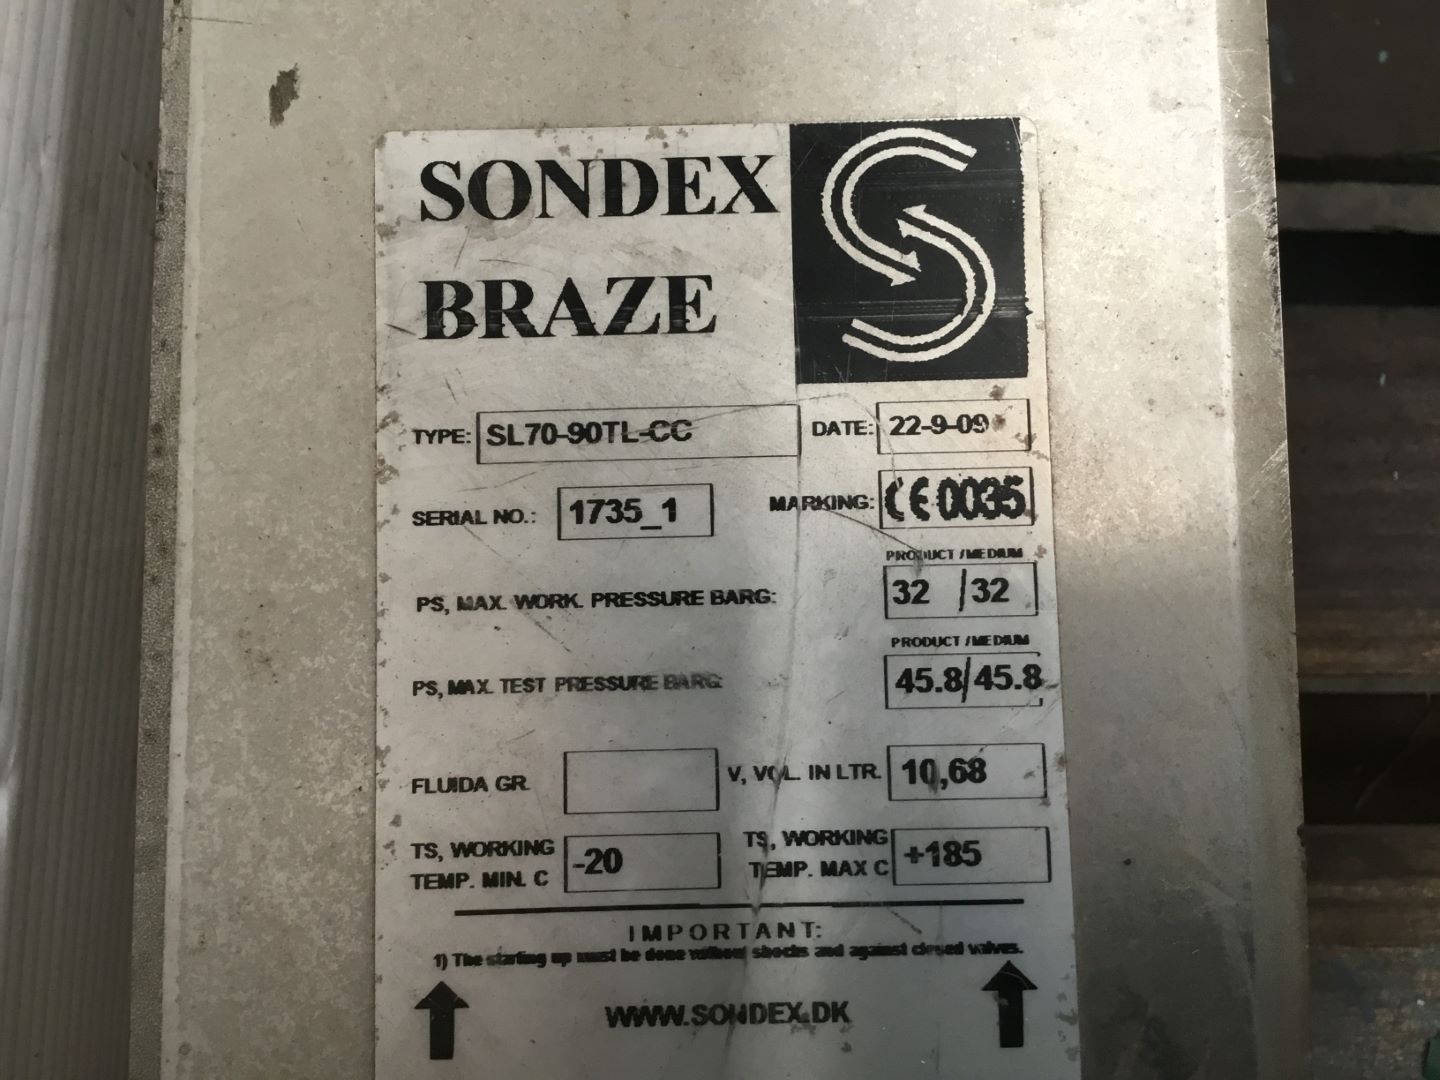 SONDEX
BRAZE
TYPE: SL70-90TL-CC DATE: 22-9-09
SERIAL NO.: 1735_1 MARKING: CE 0035
PRODUCT / MEDIUM
PS, MAX. WORK. PRESSURE BARG: 32 / 32
PRODUCT / MEDIUM
PS, MAX. TEST PRESSURE BARG: 45.8/45.8
FLUIDA GR. V, VOL. IN LTR. 10,68
TS, WORKING TEMP. MIN. C -20 TS, WORKING TEMP. MAX C +185
IMPORTANT:
1) The starting up must be done without shocks and against closed valves.
WWW.SONDEX.DK